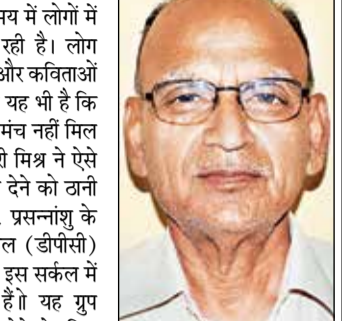 मय में लोगों में
रही है। लोग
और कविताओं
यह भी है कि
मंच नहीं मिल
मिश्र ने ऐसे
देने को ठानी
प्रसन्नांशु के
ल (डीपीसी)
इस सर्कल में
हैं।े यह ग्रुप